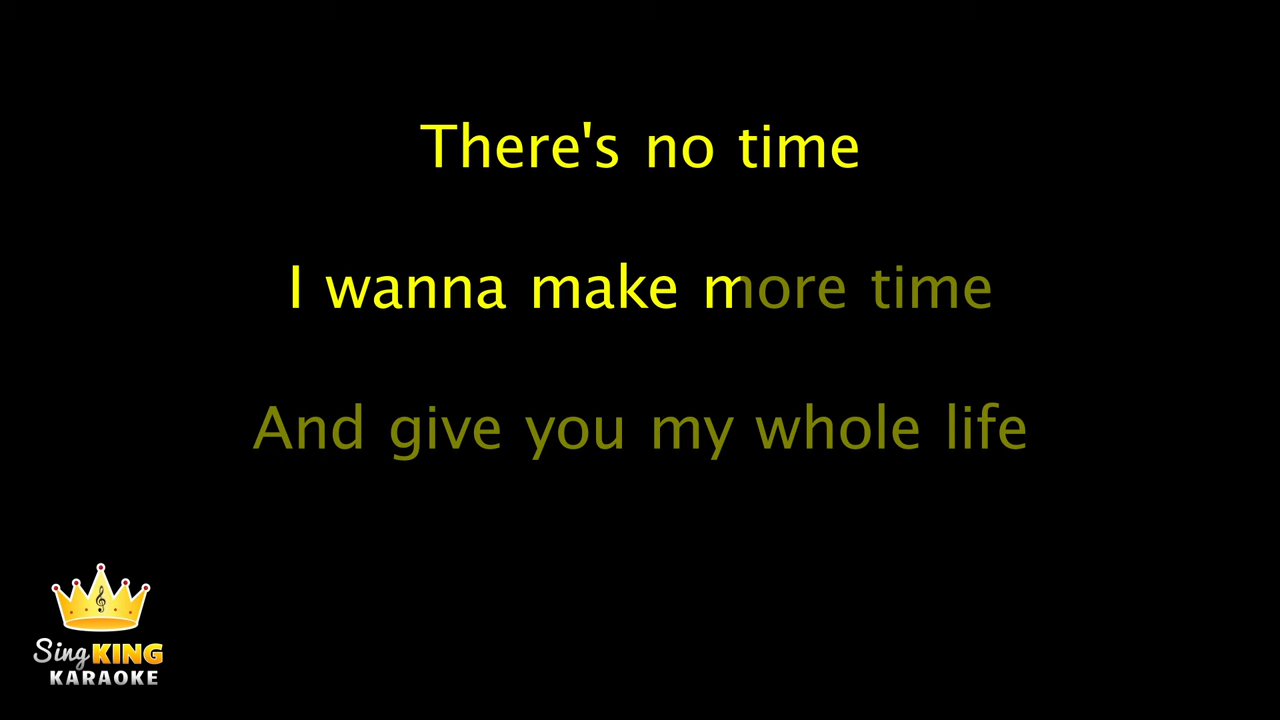 There's no time
I wanna make more time
And give you my whole life
Sing KING
KARAOKE